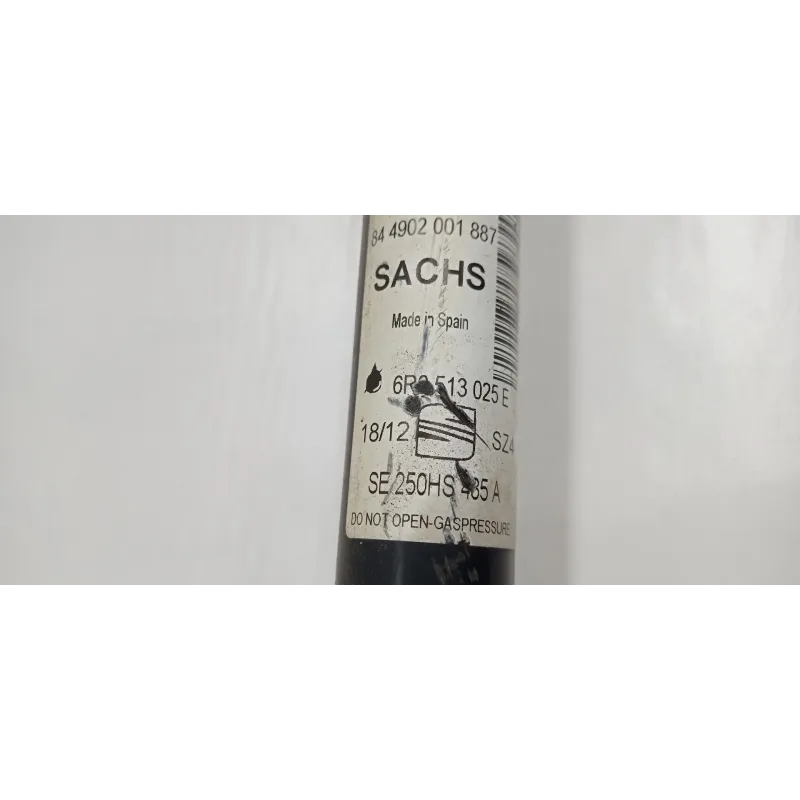 84 4902 001 887
SACHS
Made in Spain
513 025 E
18/12 SZ4
SE 250HS 485 A
DO NOT OPEN-GASPRESSURE